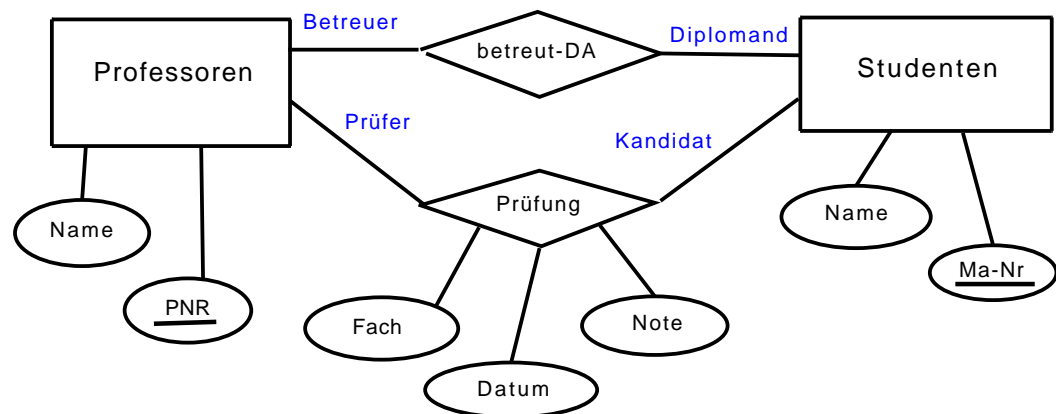 Betreuer
Diplomand
betreut-DA
Professoren
Studenten
Prüfer
Kandidat
Prüfung
Name
Name
PNR
Ma-Nr
Fach
Note
Datum